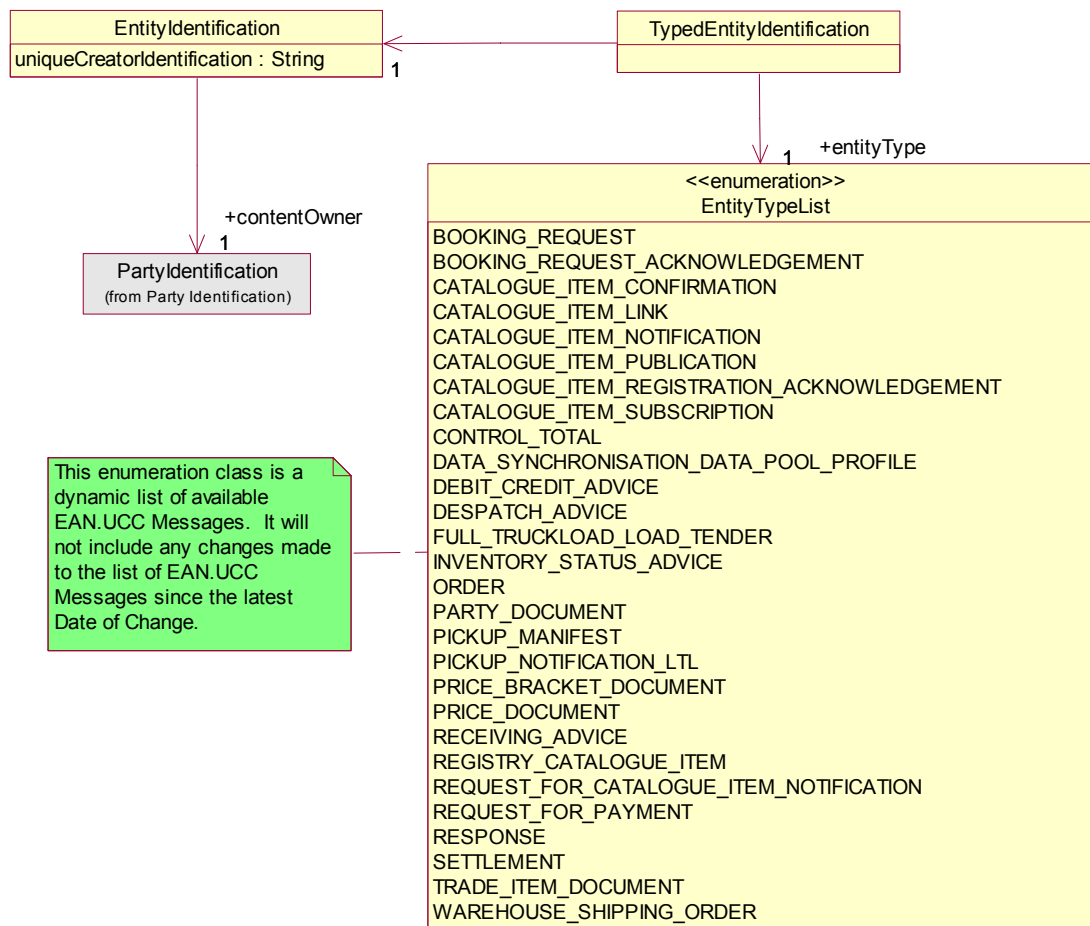 EntityIdentification
uniqueCreatorIdentification : String
TypedEntityIdentification
1
1
+entityType
+contentOwner
1
PartyIdentification
(from Party Identification)
<<enumeration>>
EntityTypeList
BOOKING_REQUEST
BOOKING_REQUEST_ACKNOWLEDGEMENT
CATALOGUE_ITEM_CONFIRMATION
CATALOGUE_ITEM_LINK
CATALOGUE_ITEM_NOTIFICATION
CATALOGUE_ITEM_PUBLICATION
CATALOGUE_ITEM_REGISTRATION_ACKNOWLEDGEMENT
CATALOGUE_ITEM_SUBSCRIPTION
CONTROL_TOTAL
DATA_SYNCHRONISATION_DATA_POOL_PROFILE
DEBIT_CREDIT_ADVICE
DESPATCH_ADVICE
FULL_TRUCKLOAD_LOAD_TENDER
INVENTORY_STATUS_ADVICE
ORDER
PARTY_DOCUMENT
PICKUP_MANIFEST
PICKUP_NOTIFICATION_LTL
PRICE_BRACKET_DOCUMENT
PRICE_DOCUMENT
RECEIVING_ADVICE
REGISTRY_CATALOGUE_ITEM
REQUEST_FOR_CATALOGUE_ITEM_NOTIFICATION
REQUEST_FOR_PAYMENT
RESPONSE
SETTLEMENT
TRADE_ITEM_DOCUMENT
WAREHOUSE_SHIPPING_ORDER
This enumeration class is a
dynamic list of available
EAN.UCC Messages.  It will
not include any changes made
to the list of EAN.UCC
Messages since the latest
Date of Change.